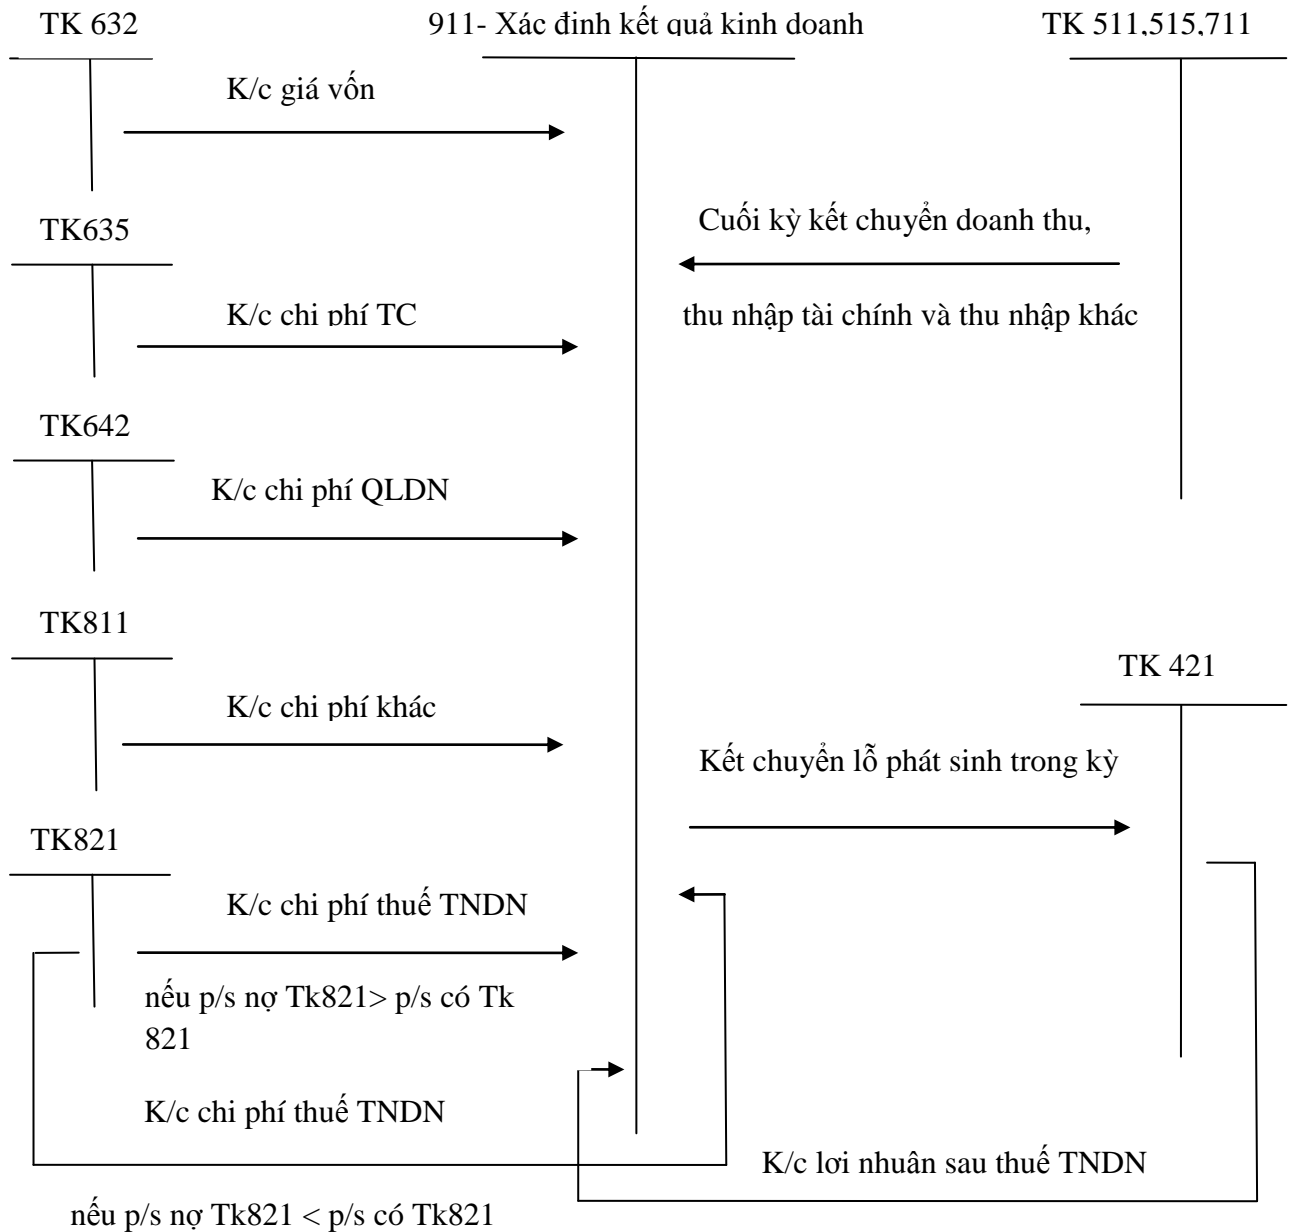 TK 632
911- Xác định kết quả kinh doanh
TK 511,515,711
K/c giá vốn
TK635
Cuối kỳ kết chuyển doanh thu,
K/c chi phí TC
thu nhập tài chính và thu nhập khác
TK642
K/c chi phí QLDN
TK811
TK 421
K/c chi phí khác
Kết chuyển lỗ phát sinh trong kỳ
TK821
K/c chi phí thuế TNDN
nếu p/s nợ Tk821> p/s có Tk
821
K/c chi phí thuế TNDN
K/c lơi nhuân sau thuế TNDN
nếu p/s nợ Tk821 < p/s có Tk821